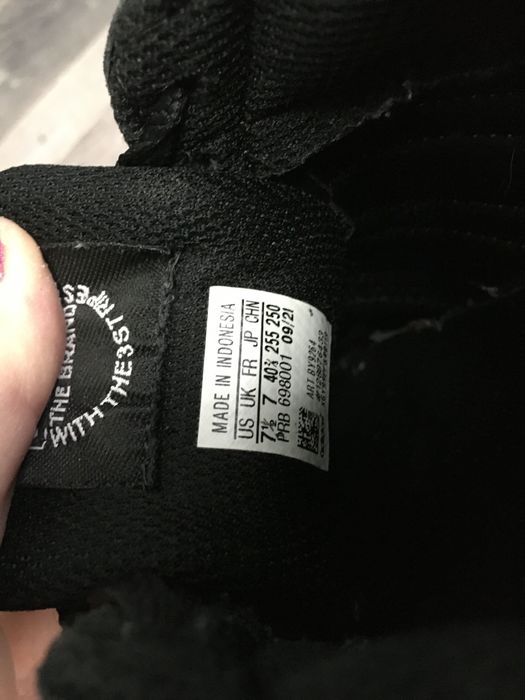 THE BRAND
WITH THE 3 STRIPES
MADE IN INDONESIA
US UK FR JP CHN
7½ 7 40⅔ 255 250
PRB 698001 09/21